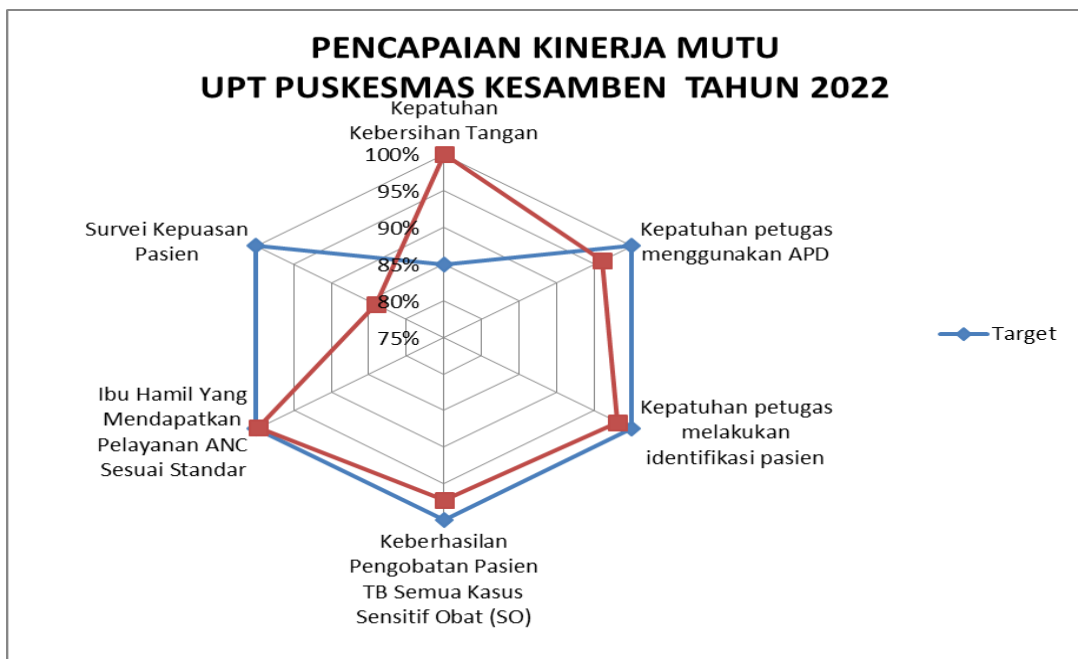 PENCAPAIAN KINERJA MUTU
UPT PUSKESMAS KESAMBEN TAHUN 2022
Kepatuhan
Kebersihan Tangan
100%
95%
90%
85%
80%
75%
Kepatuhan petugas
menggunakan APD
Kepatuhan petugas
melakukan
identifikasi pasien
Keberhasilan
Pengobatan Pasien
TB Semua Kasus
Sensitif Obat (SO)
Ibu Hamil Yang
Mendapatkan
Pelayanan ANC
Sesuai Standar
Survei Kepuasan
Pasien
Target